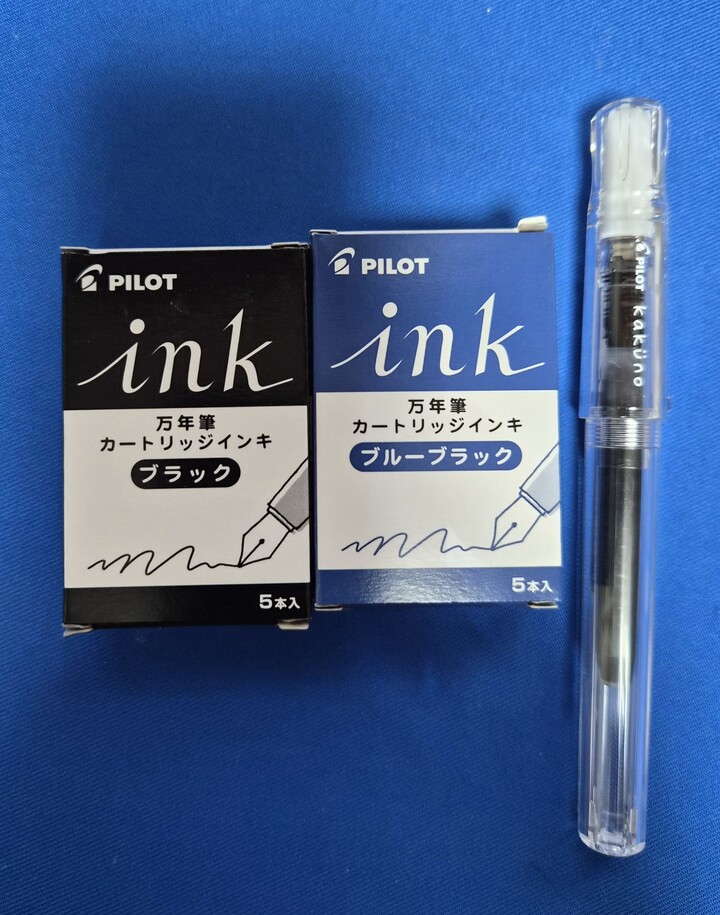 PILOT
ink
万年筆
カートリッジインキ
ブラック
5本入
PILOT
ink
万年筆
カートリッジインキ
ブルーブラック
5本入
PILOT kaküno